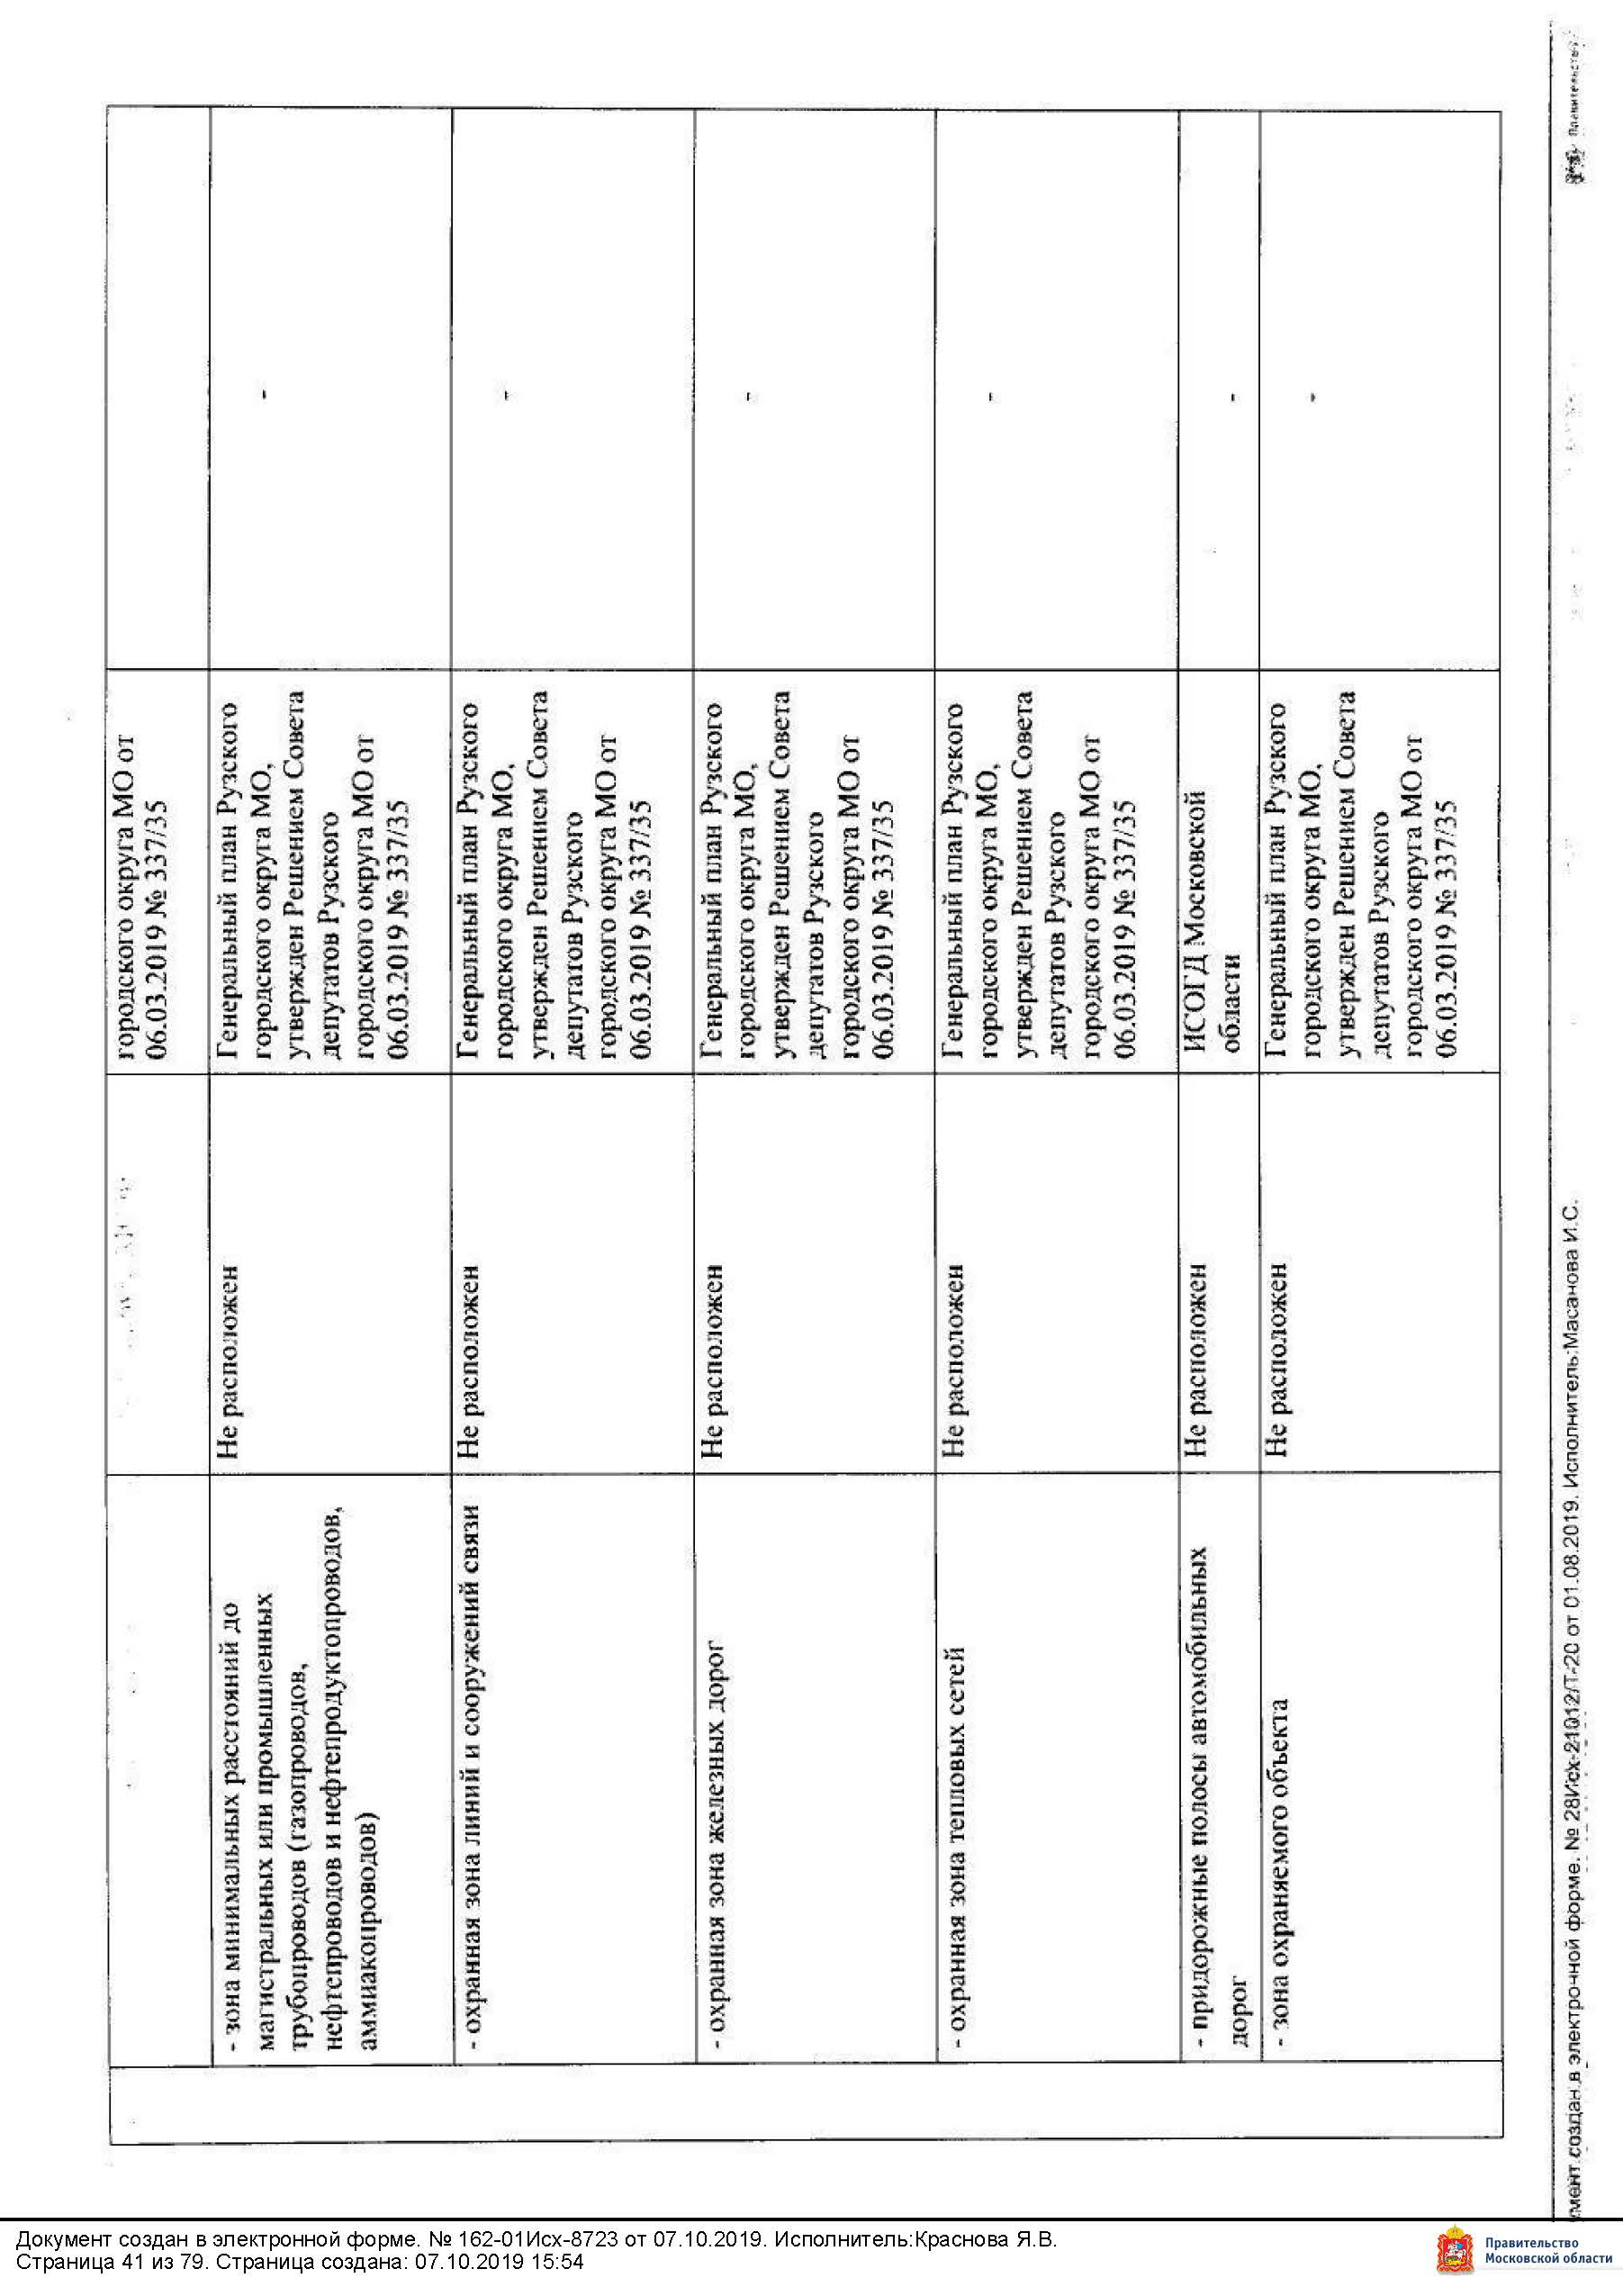 городского округа МО от
06.03.2019 № 337/35
- зона минимальных расстояний до
магистральных или промышленных
трубопроводов (газопроводов,
нефтепроводов и нефтепродуктопроводов,
аммиакопроводов)
Не расположен
Генеральный план Рузского
городского округа МО,
утвержден Решением Совета
депутатов Рузского
городского округа МО от
06.03.2019 № 337/35
-
- охранная зона линий и сооружений связи
Не расположен
Генеральный план Рузского
городского округа МО,
утвержден Решением Совета
депутатов Рузского
городского округа МО от
06.03.2019 № 337/35
-
- охранная зона железных дорог
Не расположен
Генеральный план Рузского
городского округа МО,
утвержден Решением Совета
депутатов Рузского
городского округа МО от
06.03.2019 № 337/35
-
- охранная зона тепловых сетей
Не расположен
Генеральный план Рузского
городского округа МО,
утвержден Решением Совета
депутатов Рузского
городского округа МО от
06.03.2019 № 337/35
-
- придорожные полосы автомобильных
дорог
Не расположен
ИСОГД Московской
области
-
- зона охраняемого объекта
Не расположен
Генеральный план Рузского
городского округа МО,
утвержден Решением Совета
депутатов Рузского
городского округа МО от
06.03.2019 № 337/35
-
умент создан в электрочной форме. № 28Исх-21012/Т-20 от 01.08.2019. Исполнитель:Масанова И.С.
Документ создан в электронной форме. № 162-01Исх-8723 от 07.10.2019. Исполнитель:Краснова Я.В.
Страница 41 из 79. Страница создана: 07.10.2019 15:54
Правительство
Московской области